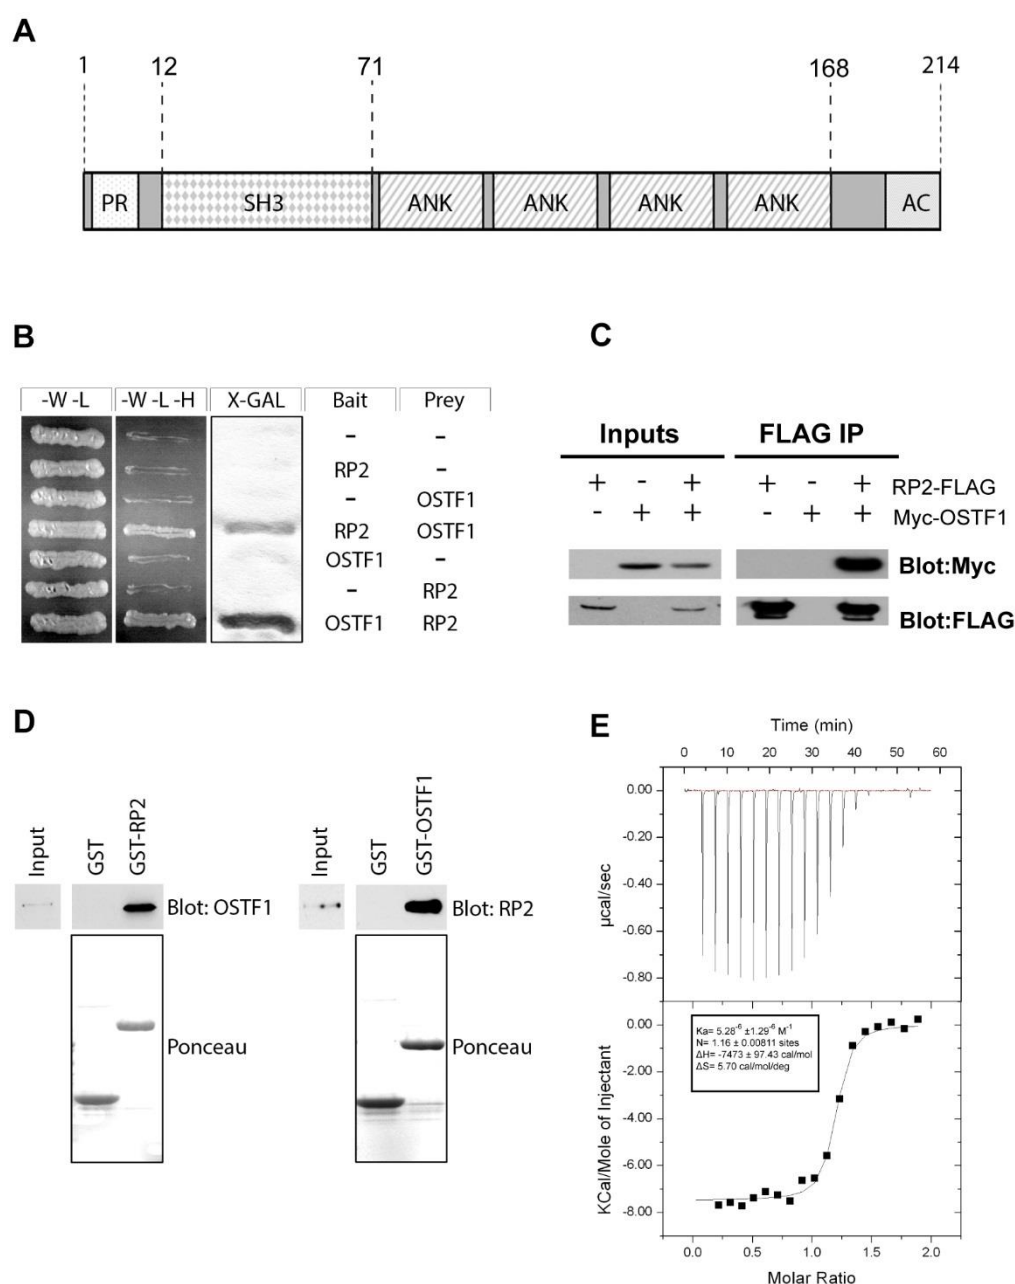 A
1 12 71 168 214
PR SH3 ANK ANK ANK ANK AC
B
-W -L -W -L -H X-GAL Bait Prey
- -
RP2 -
- OSTF1
RP2 OSTF1
OSTF1 -
- RP2
OSTF1 RP2
C
Inputs FLAG IP
+ - + + - + RP2-FLAG
- + + - + + Myc-OSTF1
Blot:Myc
Blot:FLAG
D
Input GST GST-RP2
Blot: OSTF1
Ponceau
Input GST GST-OSTF1
Blot: RP2
Ponceau
E
Time (min)
0 10 20 30 40 50 60
0.00
-0.20
-0.40
-0.60
-0.80
µcal/sec
0.00
-2.00
-4.00
-6.00
-8.00
KCal/Mole of Injectant
Ka= 5.28⁻⁶ ±1.29⁻⁶ M⁻¹
N= 1.16 ± 0.00811 sites
ΔH= -7473 ± 97.43 cal/mol
ΔS= 5.70 cal/mol/deg
0.0 0.5 1.0 1.5 2.0
Molar Ratio